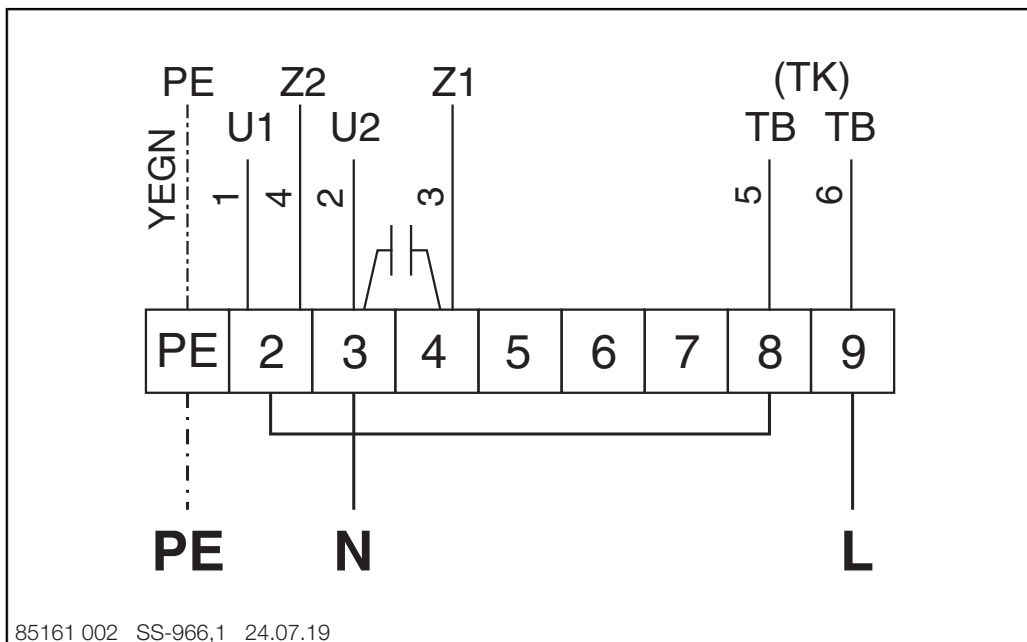 PE Z2 Z1 (TK)
U1 U2 TB TB
YEGN 1 4 2 3 5 6
PE 2 3 4 5 6 7 8 9
PE N L
85161 002 SS-966,1 24.07.19